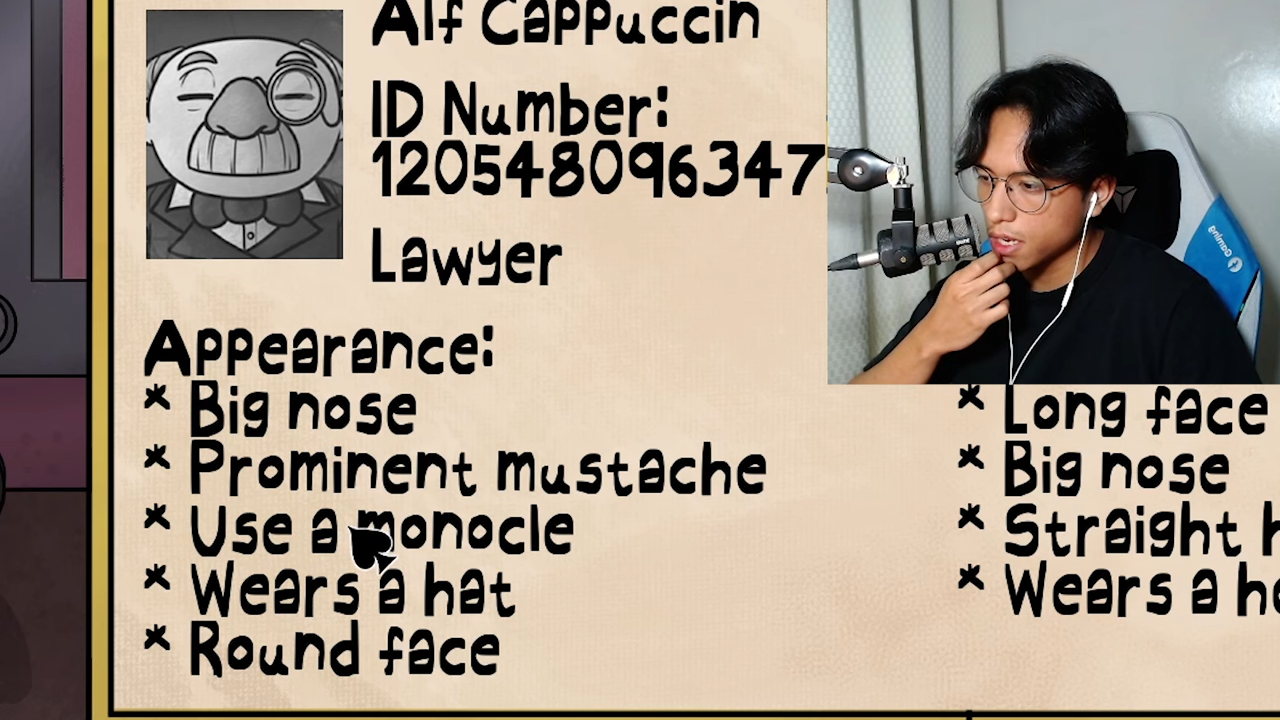 Alf Cappuccin
ID Number:
120548096347
Lawyer
Appearance:
* Big nose
* Prominent mustache
* Use a monocle
* Wears a hat
* Round face
* Long face
* Big nose
* Straight
* Wears a